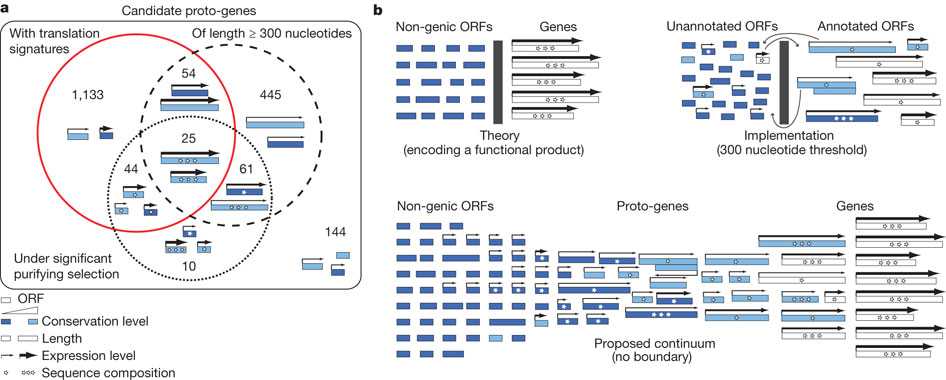 a
Candidate proto-genes
With translation
signatures
Of length ≥ 300 nucleotides
1,133
54
445
25
44
61
144
Under significant
purifying selection
10
ORF
Conservation level
Length
Expression level
Sequence composition
b
Non-genic ORFs
Genes
Theory
(encoding a functional product)
Unannotated ORFs
Annotated ORFs
Implementation
(300 nucleotide threshold)
Non-genic ORFs
Proto-genes
Genes
Proposed continuum
(no boundary)